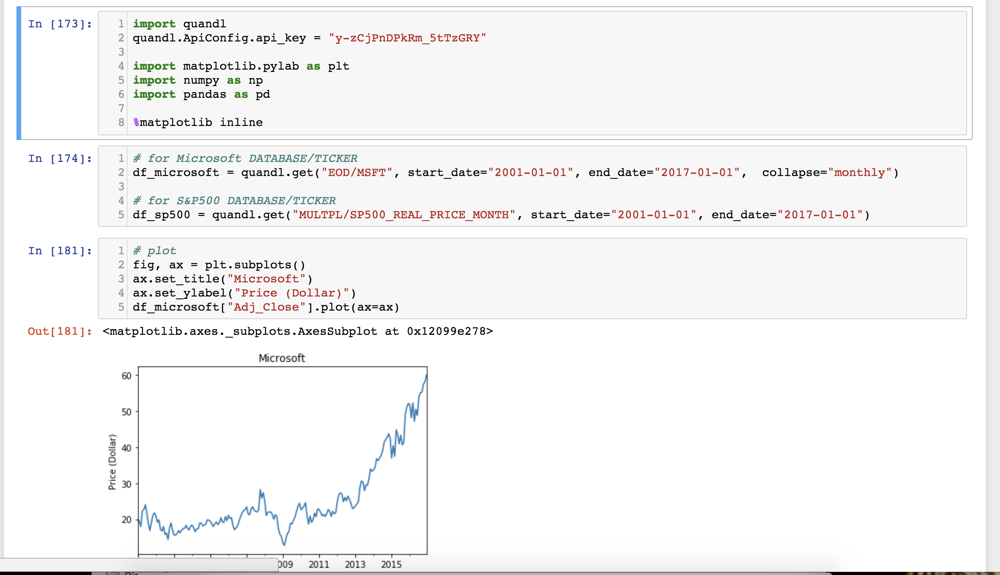 In [173]:
1 import quandl
2 quandl.ApiConfig.api_key = "y-zCjPnDPkRm_5tTzGRY"
3
4 import matplotlib.pylab as plt
5 import numpy as np
6 import pandas as pd
7
8 %matplotlib inline
In [174]:
1 # for Microsoft DATABASE/TICKER
2 df_microsoft = quandl.get("EOD/MSFT", start_date="2001-01-01", end_date="2017-01-01",  collapse="monthly")
3
4 # for S&P500 DATABASE/TICKER
5 df_sp500 = quandl.get("MULTPL/SP500_REAL_PRICE_MONTH", start_date="2001-01-01", end_date="2017-01-01")
In [181]:
1 # plot
2 fig, ax = plt.subplots()
3 ax.set_title("Microsoft")
4 ax.set_ylabel("Price (Dollar)")
5 df_microsoft["Adj_Close"].plot(ax=ax)
Out[181]: <matplotlib.axes._subplots.AxesSubplot at 0x12099e278>
Microsoft
60
50
40
30
20
Price (Dollar)
009 2011 2013 2015